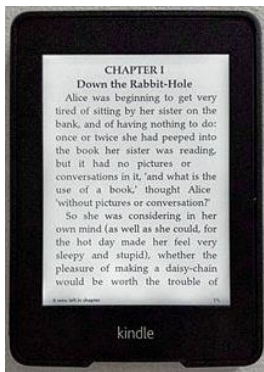 CHAPTER I
Down the Rabbit-Hole
Alice was beginning to get very
tired of sitting by her sister on the
bank, and of having nothing to do:
once or twice she had peeped into
the book her sister was reading,
but it had no pictures or
conversations in it, 'and what is the
use of a book,' thought Alice
'without pictures or conversation?'
So she was considering in her
own mind (as well as she could, for
the hot day made her feel very
sleepy and stupid), whether the
pleasure of making a daisy-chain
would be worth the trouble of
left in chapter
kindle